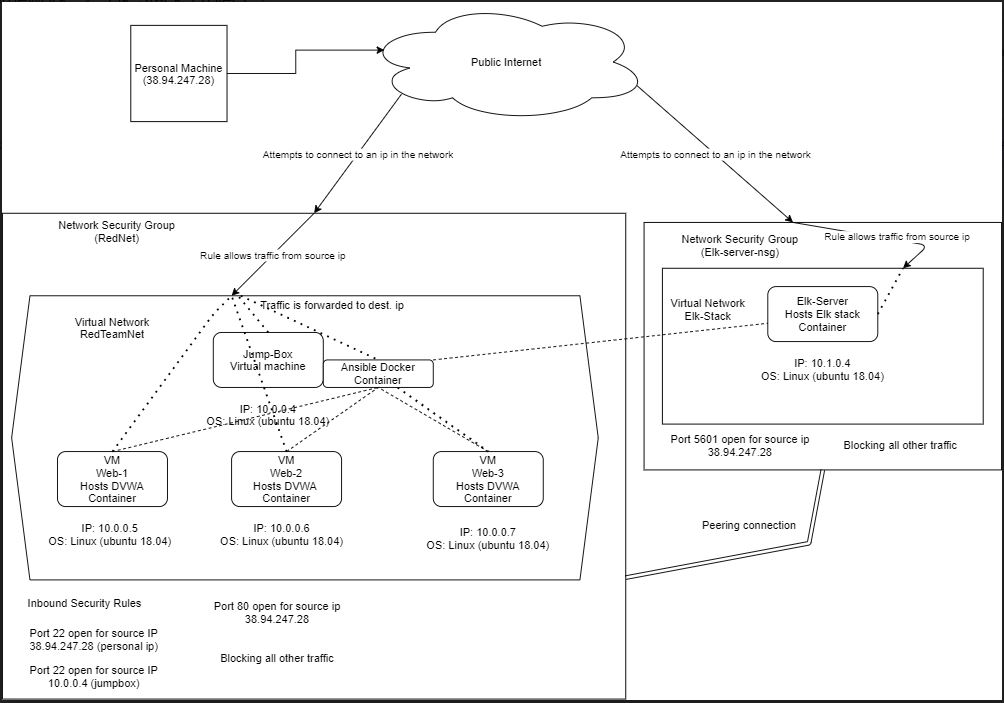 Personal Machine
(38.94.247.28)
Public Internet
Attempts to connect to an ip in the network
Attempts to connect to an ip in the network
Network Security Group
(RedNet)
Rule allows traffic from source ip
Network Security Group
(Elk-server-nsg)
Rule allows traffic from source ip
Traffic is forwarded to dest. ip
Virtual Network
RedTeamNet
Jump-Box
Virtual machine
Ansible Docker
Container
IP: 10.0.0.4
OS: Linux (ubuntu 18.04)
Virtual Network
Elk-Stack
Elk-Server
Hosts Elk stack
Container
IP: 10.1.0.4
OS: Linux (ubuntu 18.04)
Port 5601 open for source ip
38.94.247.28
Blocking all other traffic
VM
Web-1
Hosts DVWA
Container
VM
Web-2
Hosts DVWA
Container
VM
Web-3
Hosts DVWA
Container
IP: 10.0.0.5
OS: Linux (ubuntu 18.04)
IP: 10.0.0.6
OS: Linux (ubuntu 18.04)
IP: 10.0.0.7
OS: Linux (ubuntu 18.04)
Peering connection
Inbound Security Rules
Port 22 open for source IP
38.94.247.28 (personal ip)
Port 22 open for source IP
10.0.0.4 (jumpbox)
Port 80 open for source ip
38.94.247.28
Blocking all other traffic